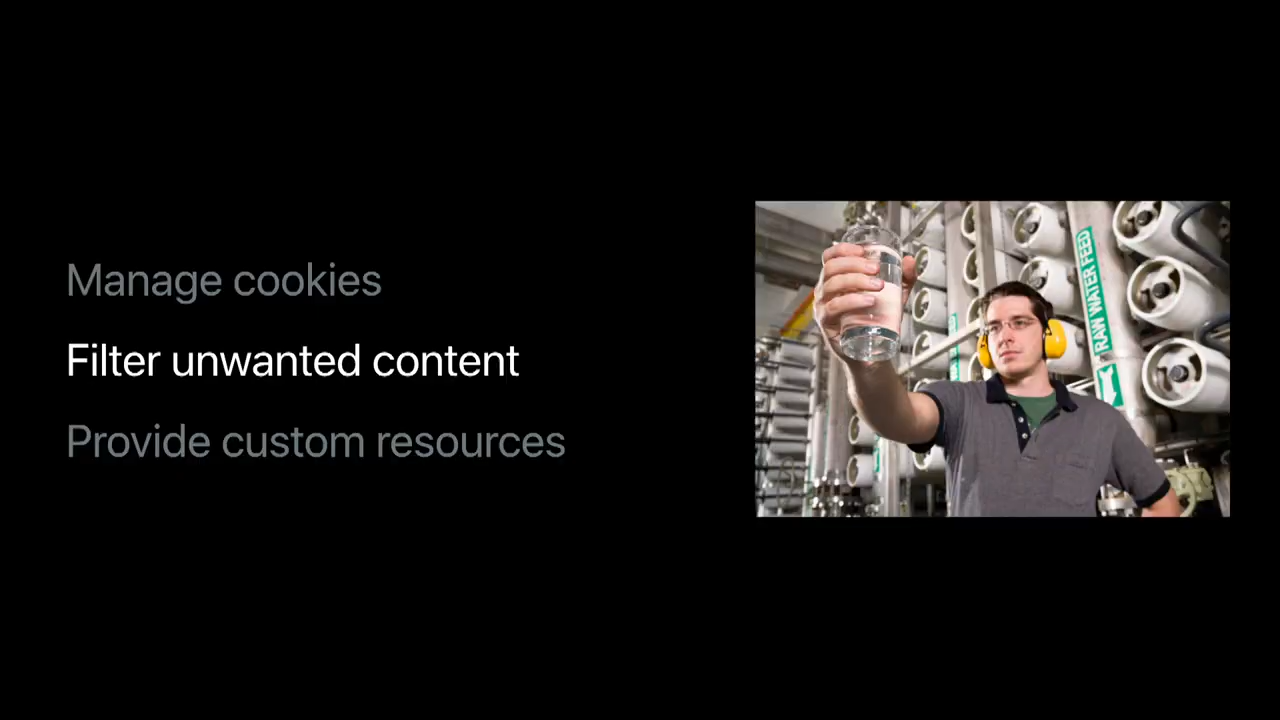 Manage cookies
Filter unwanted content
Provide custom resources
RAW WATER FEED